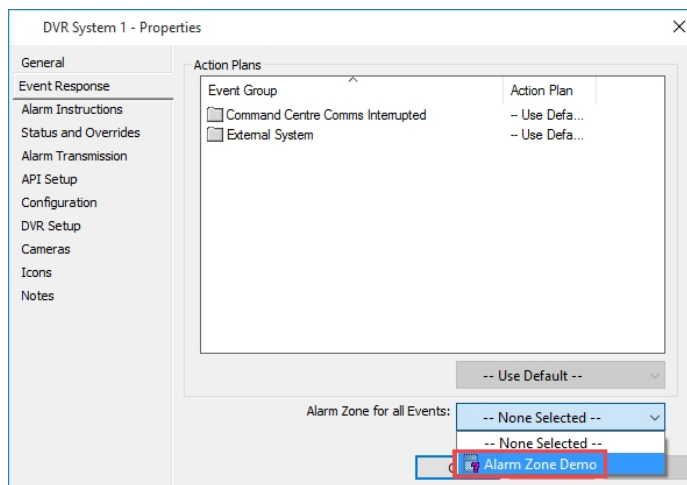 DVR System 1 - Properties
General
Event Response
Alarm Instructions
Status and Overrides
Alarm Transmission
API Setup
Configuration
DVR Setup
Cameras
Icons
Notes
Action Plans
Event Group Action Plan
Command Centre Comms Interrupted -- Use Defa...
External System -- Use Defa...
-- Use Default --
Alarm Zone for all Events: -- None Selected --
-- None Selected --
Alarm Zone Demo